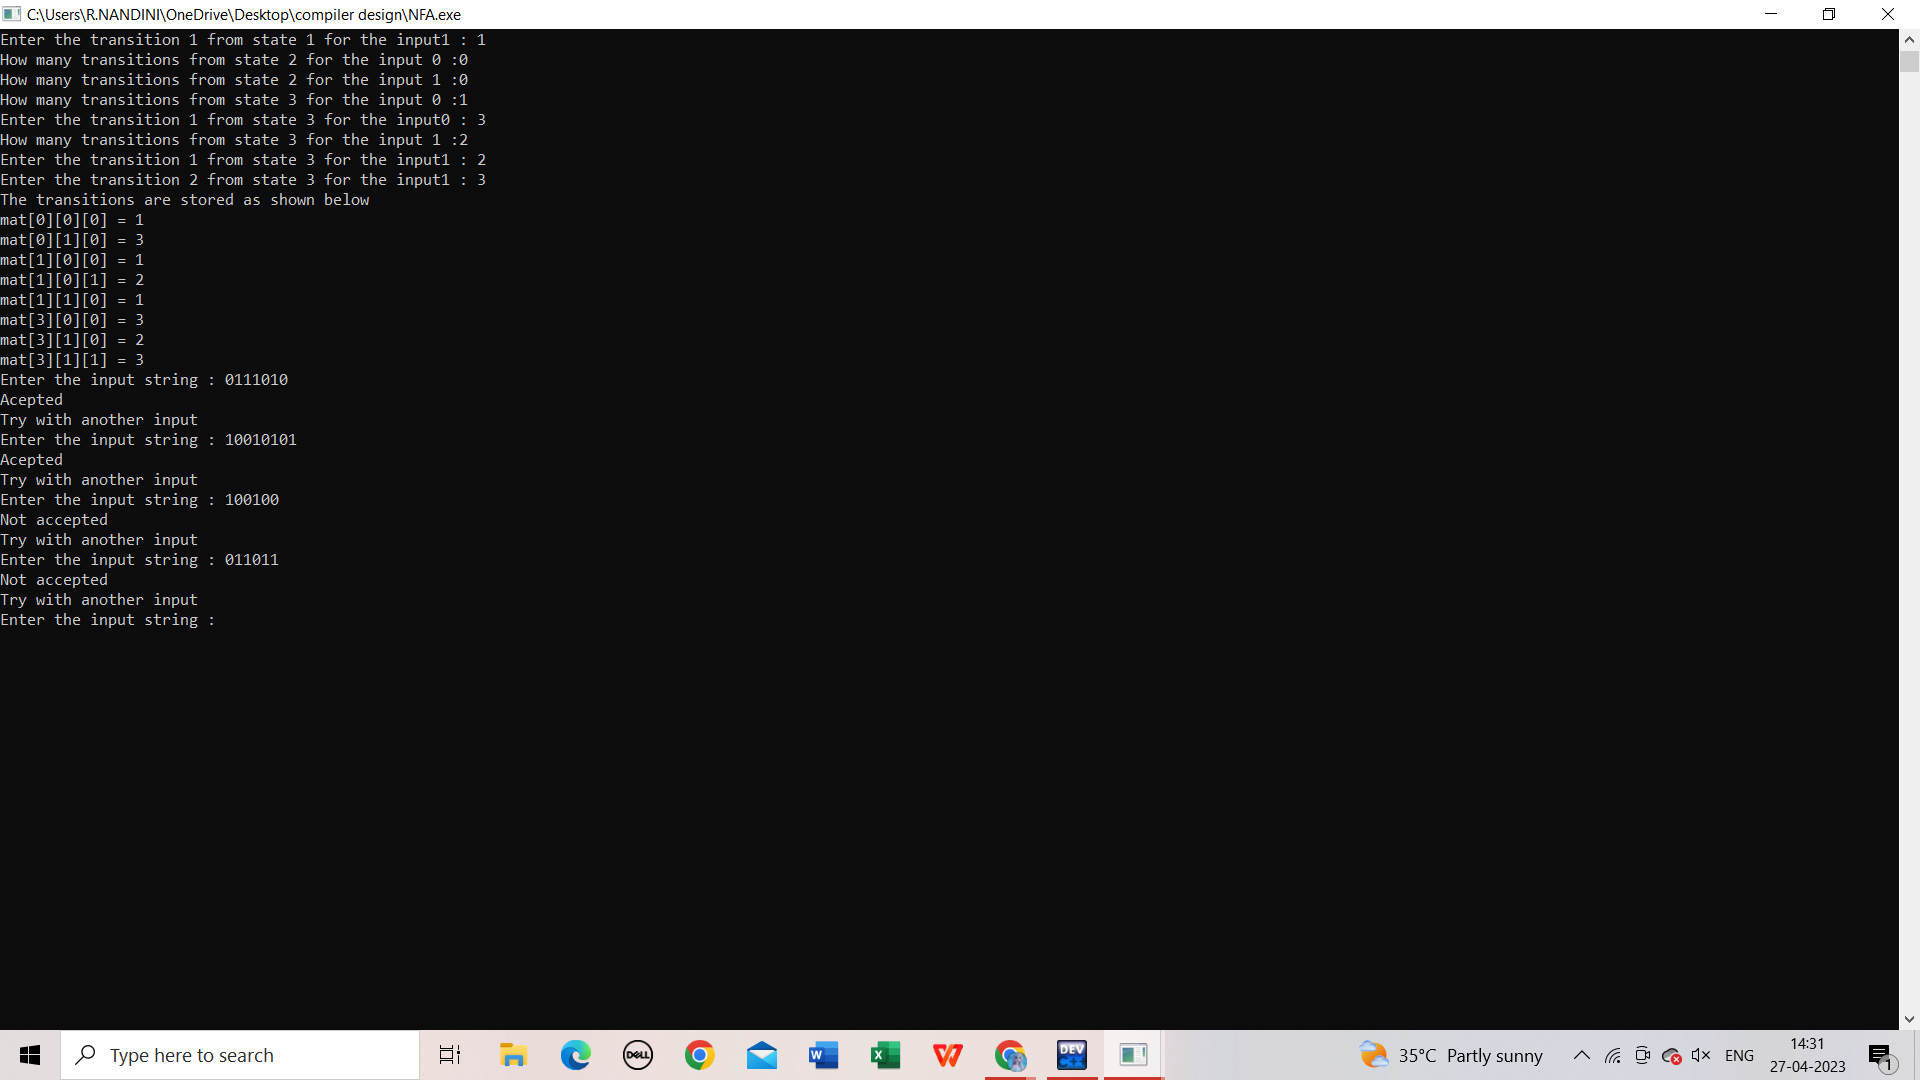 C:\Users\R.NANDINI\OneDrive\Desktop\compiler design\NFA.exe
Enter the transition 1 from state 1 for the input1 : 1
How many transitions from state 2 for the input 0 :0
How many transitions from state 2 for the input 1 :0
How many transitions from state 3 for the input 0 :1
Enter the transition 1 from state 3 for the input0 : 3
How many transitions from state 3 for the input 1 :2
Enter the transition 1 from state 3 for the input1 : 2
Enter the transition 2 from state 3 for the input1 : 3
The transitions are stored as shown below
mat[0][0][0] = 1
mat[0][1][0] = 3
mat[1][0][0] = 1
mat[1][0][1] = 2
mat[1][1][0] = 1
mat[3][0][0] = 3
mat[3][1][0] = 2
mat[3][1][1] = 3
Enter the input string : 0111010
Acepted
Try with another input
Enter the input string : 10010101
Acepted
Try with another input
Enter the input string : 100100
Not accepted
Try with another input
Enter the input string : 011011
Not accepted
Try with another input
Enter the input string :
Type here to search
DELL
W
X
W
DEV
C++
35°C Partly sunny
ENG
14:31
27-04-2023
1